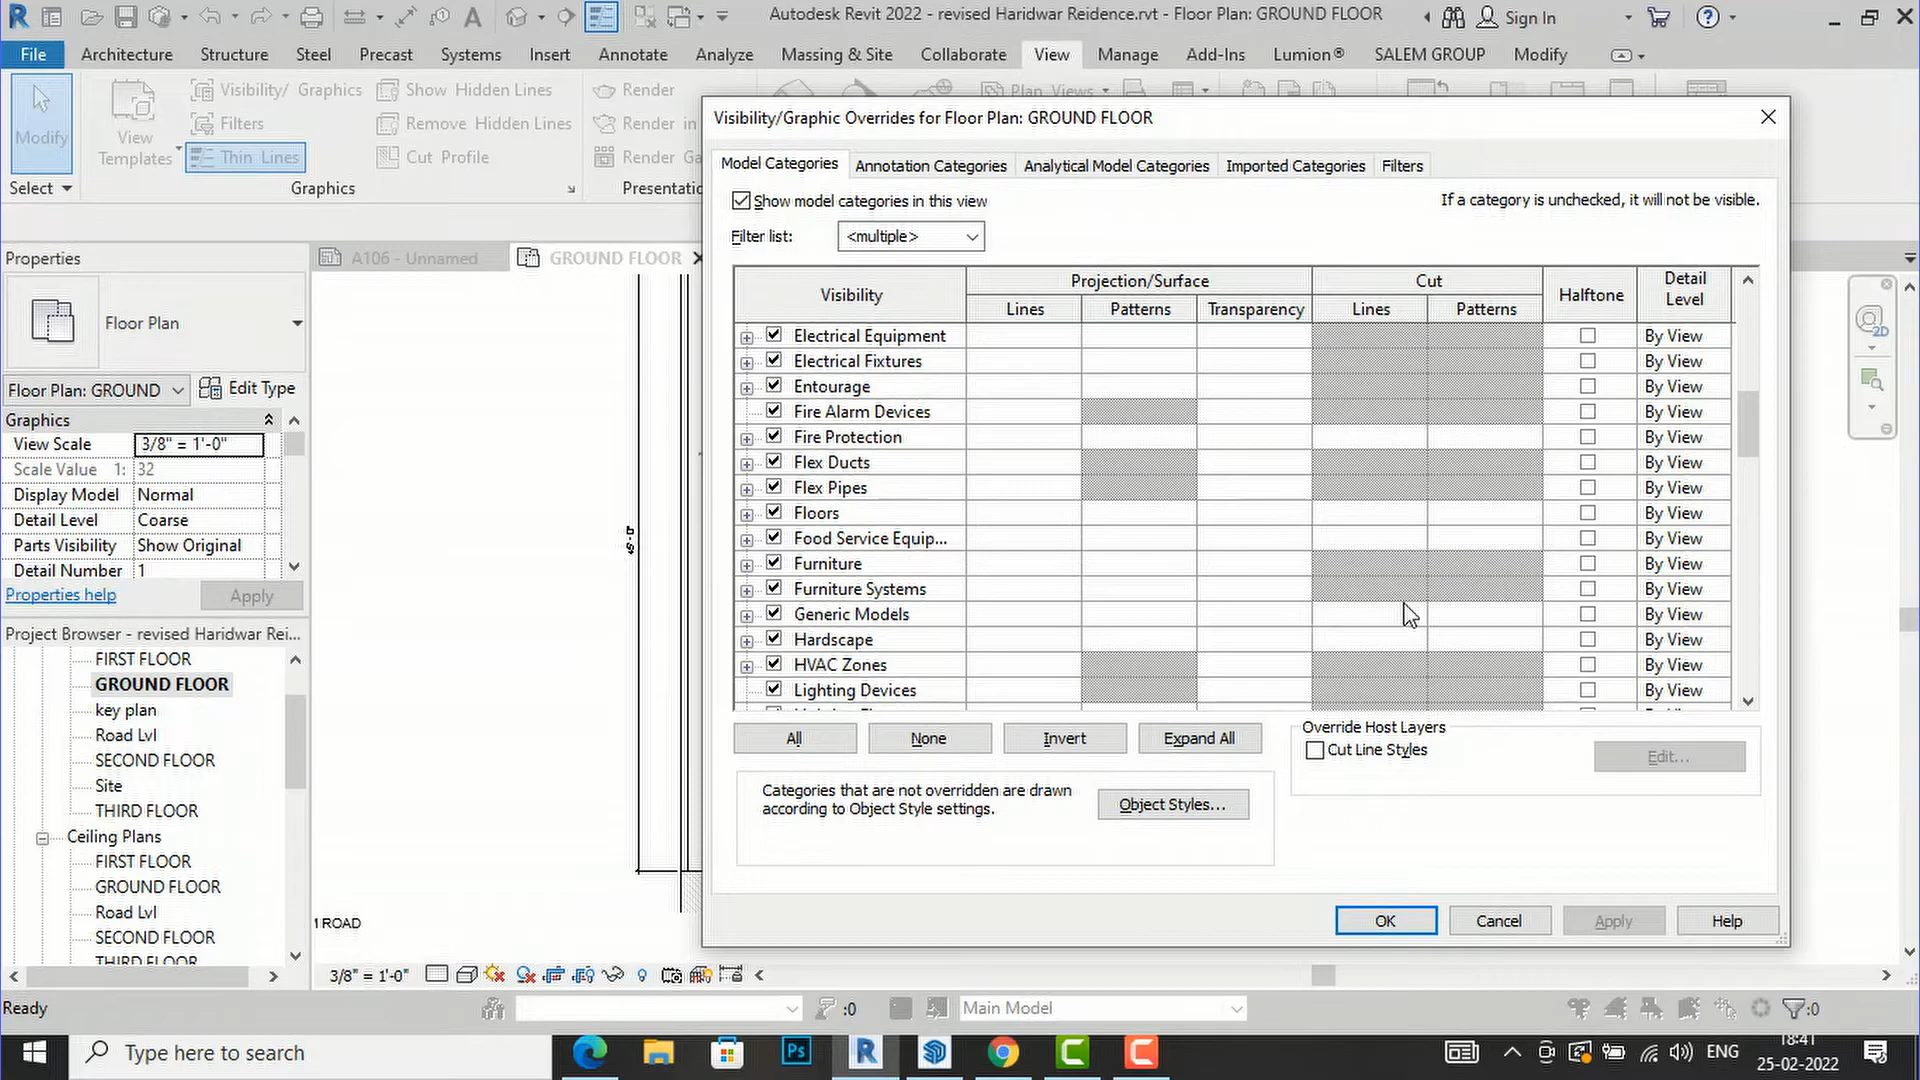 Autodesk Revit 2022 - revised Haridwar Reidence.rvt - Floor Plan: GROUND FLOOR
Sign In
File Architecture Structure Steel Precast Systems Insert Annotate Analyze Massing & Site Collaborate View Manage Add-Ins Lumion® SALEM GROUP Modify
Modify
View
Templates
Visibility/ Graphics
Filters
Thin Lines
Show Hidden Lines
Remove Hidden Lines
Cut Profile
Render
Render in
Render Ga
Plan Views
Select
Graphics
Presentatio
Properties
Floor Plan
Floor Plan: GROUND
Edit Type
Graphics
View Scale 3/8" = 1'-0"
Scale Value 1: 32
Display Model Normal
Detail Level Coarse
Parts Visibility Show Original
Detail Number 1
Properties help
Apply
Project Browser - revised Haridwar Rei...
FIRST FLOOR
GROUND FLOOR
key plan
Road Lvl
SECOND FLOOR
Site
THIRD FLOOR
Ceiling Plans
FIRST FLOOR
GROUND FLOOR
Road Lvl
SECOND FLOOR
THIRD FLOOR
A106 - Unnamed
GROUND FLOOR
1 ROAD
2D
Visibility/Graphic Overrides for Floor Plan: GROUND FLOOR
Model Categories Annotation Categories Analytical Model Categories Imported Categories Filters
Show model categories in this view
If a category is unchecked, it will not be visible.
Filter list: <multiple>
Visibility Projection/Surface Cut Halftone Detail Level
Lines Patterns Transparency Lines Patterns
Electrical Equipment By View
Electrical Fixtures By View
Entourage By View
Fire Alarm Devices By View
Fire Protection By View
Flex Ducts By View
Flex Pipes By View
Floors By View
Food Service Equip... By View
Furniture By View
Furniture Systems By View
Generic Models By View
Hardscape By View
HVAC Zones By View
Lighting Devices By View
All None Invert Expand All
Override Host Layers
Cut Line Styles
Edit...
Categories that are not overridden are drawn
according to Object Style settings.
Object Styles...
OK Cancel Apply Help
3/8" = 1'-0"
Ready
:0
Main Model
:0
Type here to search
Ps
ENG
18:41
25-02-2022